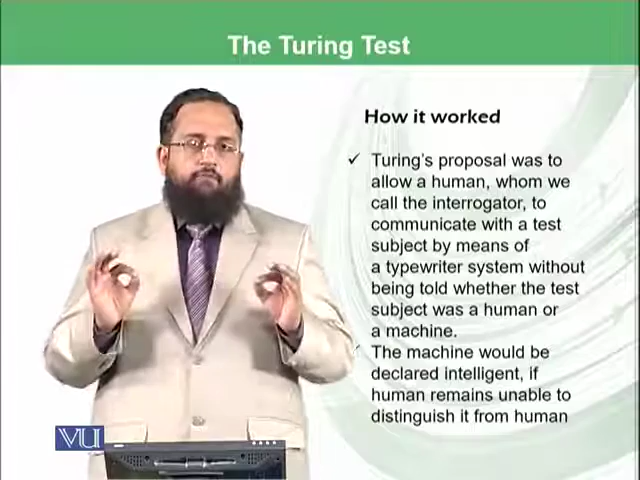 The Turing Test
How it worked
✓ Turing's proposal was to
allow a human, whom we
call the interrogator, to
communicate with a test
subject by means of
a typewriter system without
being told whether the test
subject was a human or
a machine.
✓ The machine would be
declared intelligent, if
human remains unable to
distinguish it from human
VU